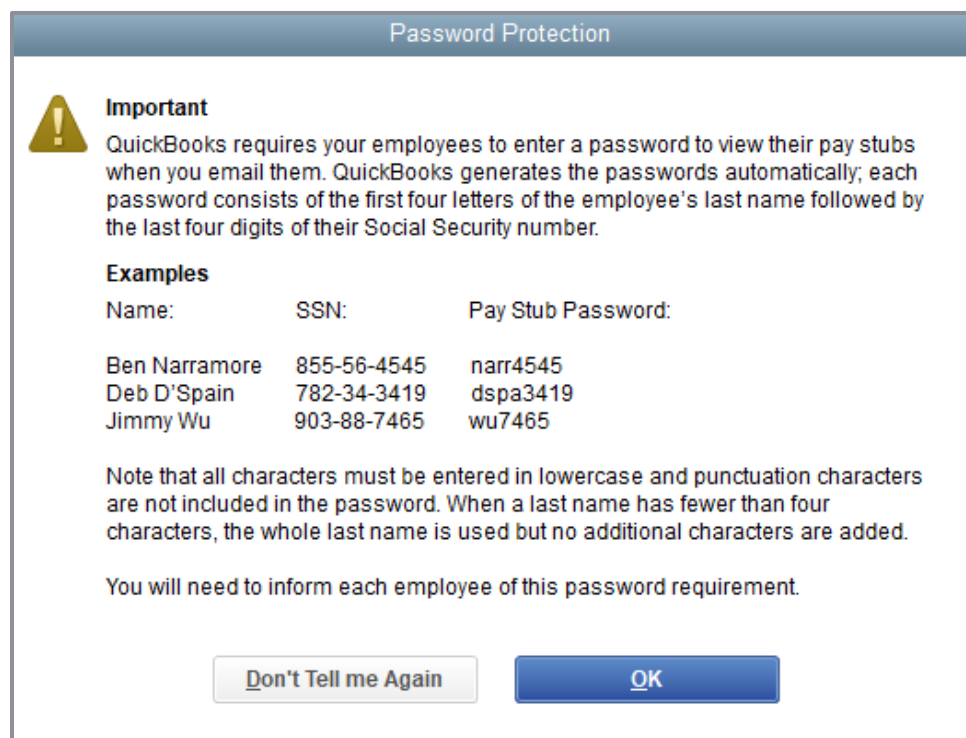 Password Protection
Important
QuickBooks requires your employees to enter a password to view their pay stubs
when you email them. QuickBooks generates the passwords automatically; each
password consists of the first four letters of the employee's last name followed by
the last four digits of their Social Security number.
Examples
Name: SSN: Pay Stub Password:
Ben Narramore 855-56-4545 narr4545
Deb D'Spain 782-34-3419 dspa3419
Jimmy Wu 903-88-7465 wu7465
Note that all characters must be entered in lowercase and punctuation characters
are not included in the password. When a last name has fewer than four
characters, the whole last name is used but no additional characters are added.
You will need to inform each employee of this password requirement.
Don't Tell me Again OK